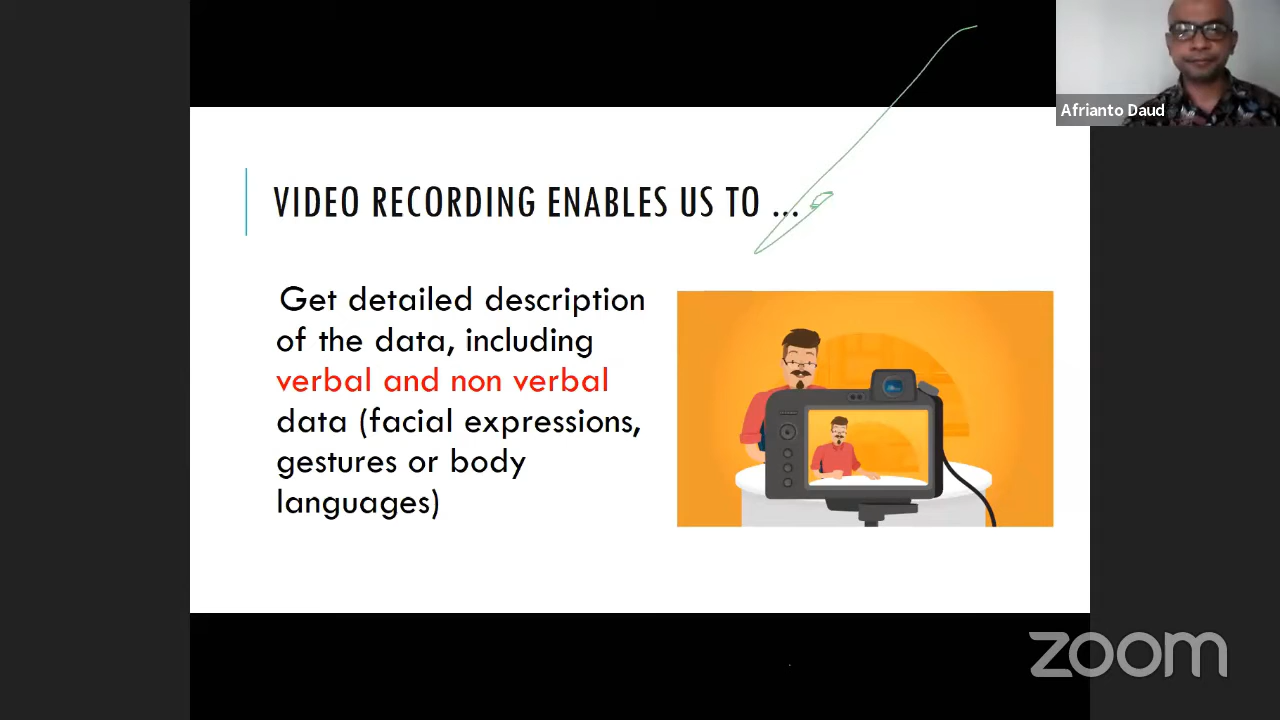 Afrianto Daud
VIDEO RECORDING ENABLES US TO ...
Get detailed description
of the data, including
verbal and non verbal
data (facial expressions,
gestures or body
languages)
zoom